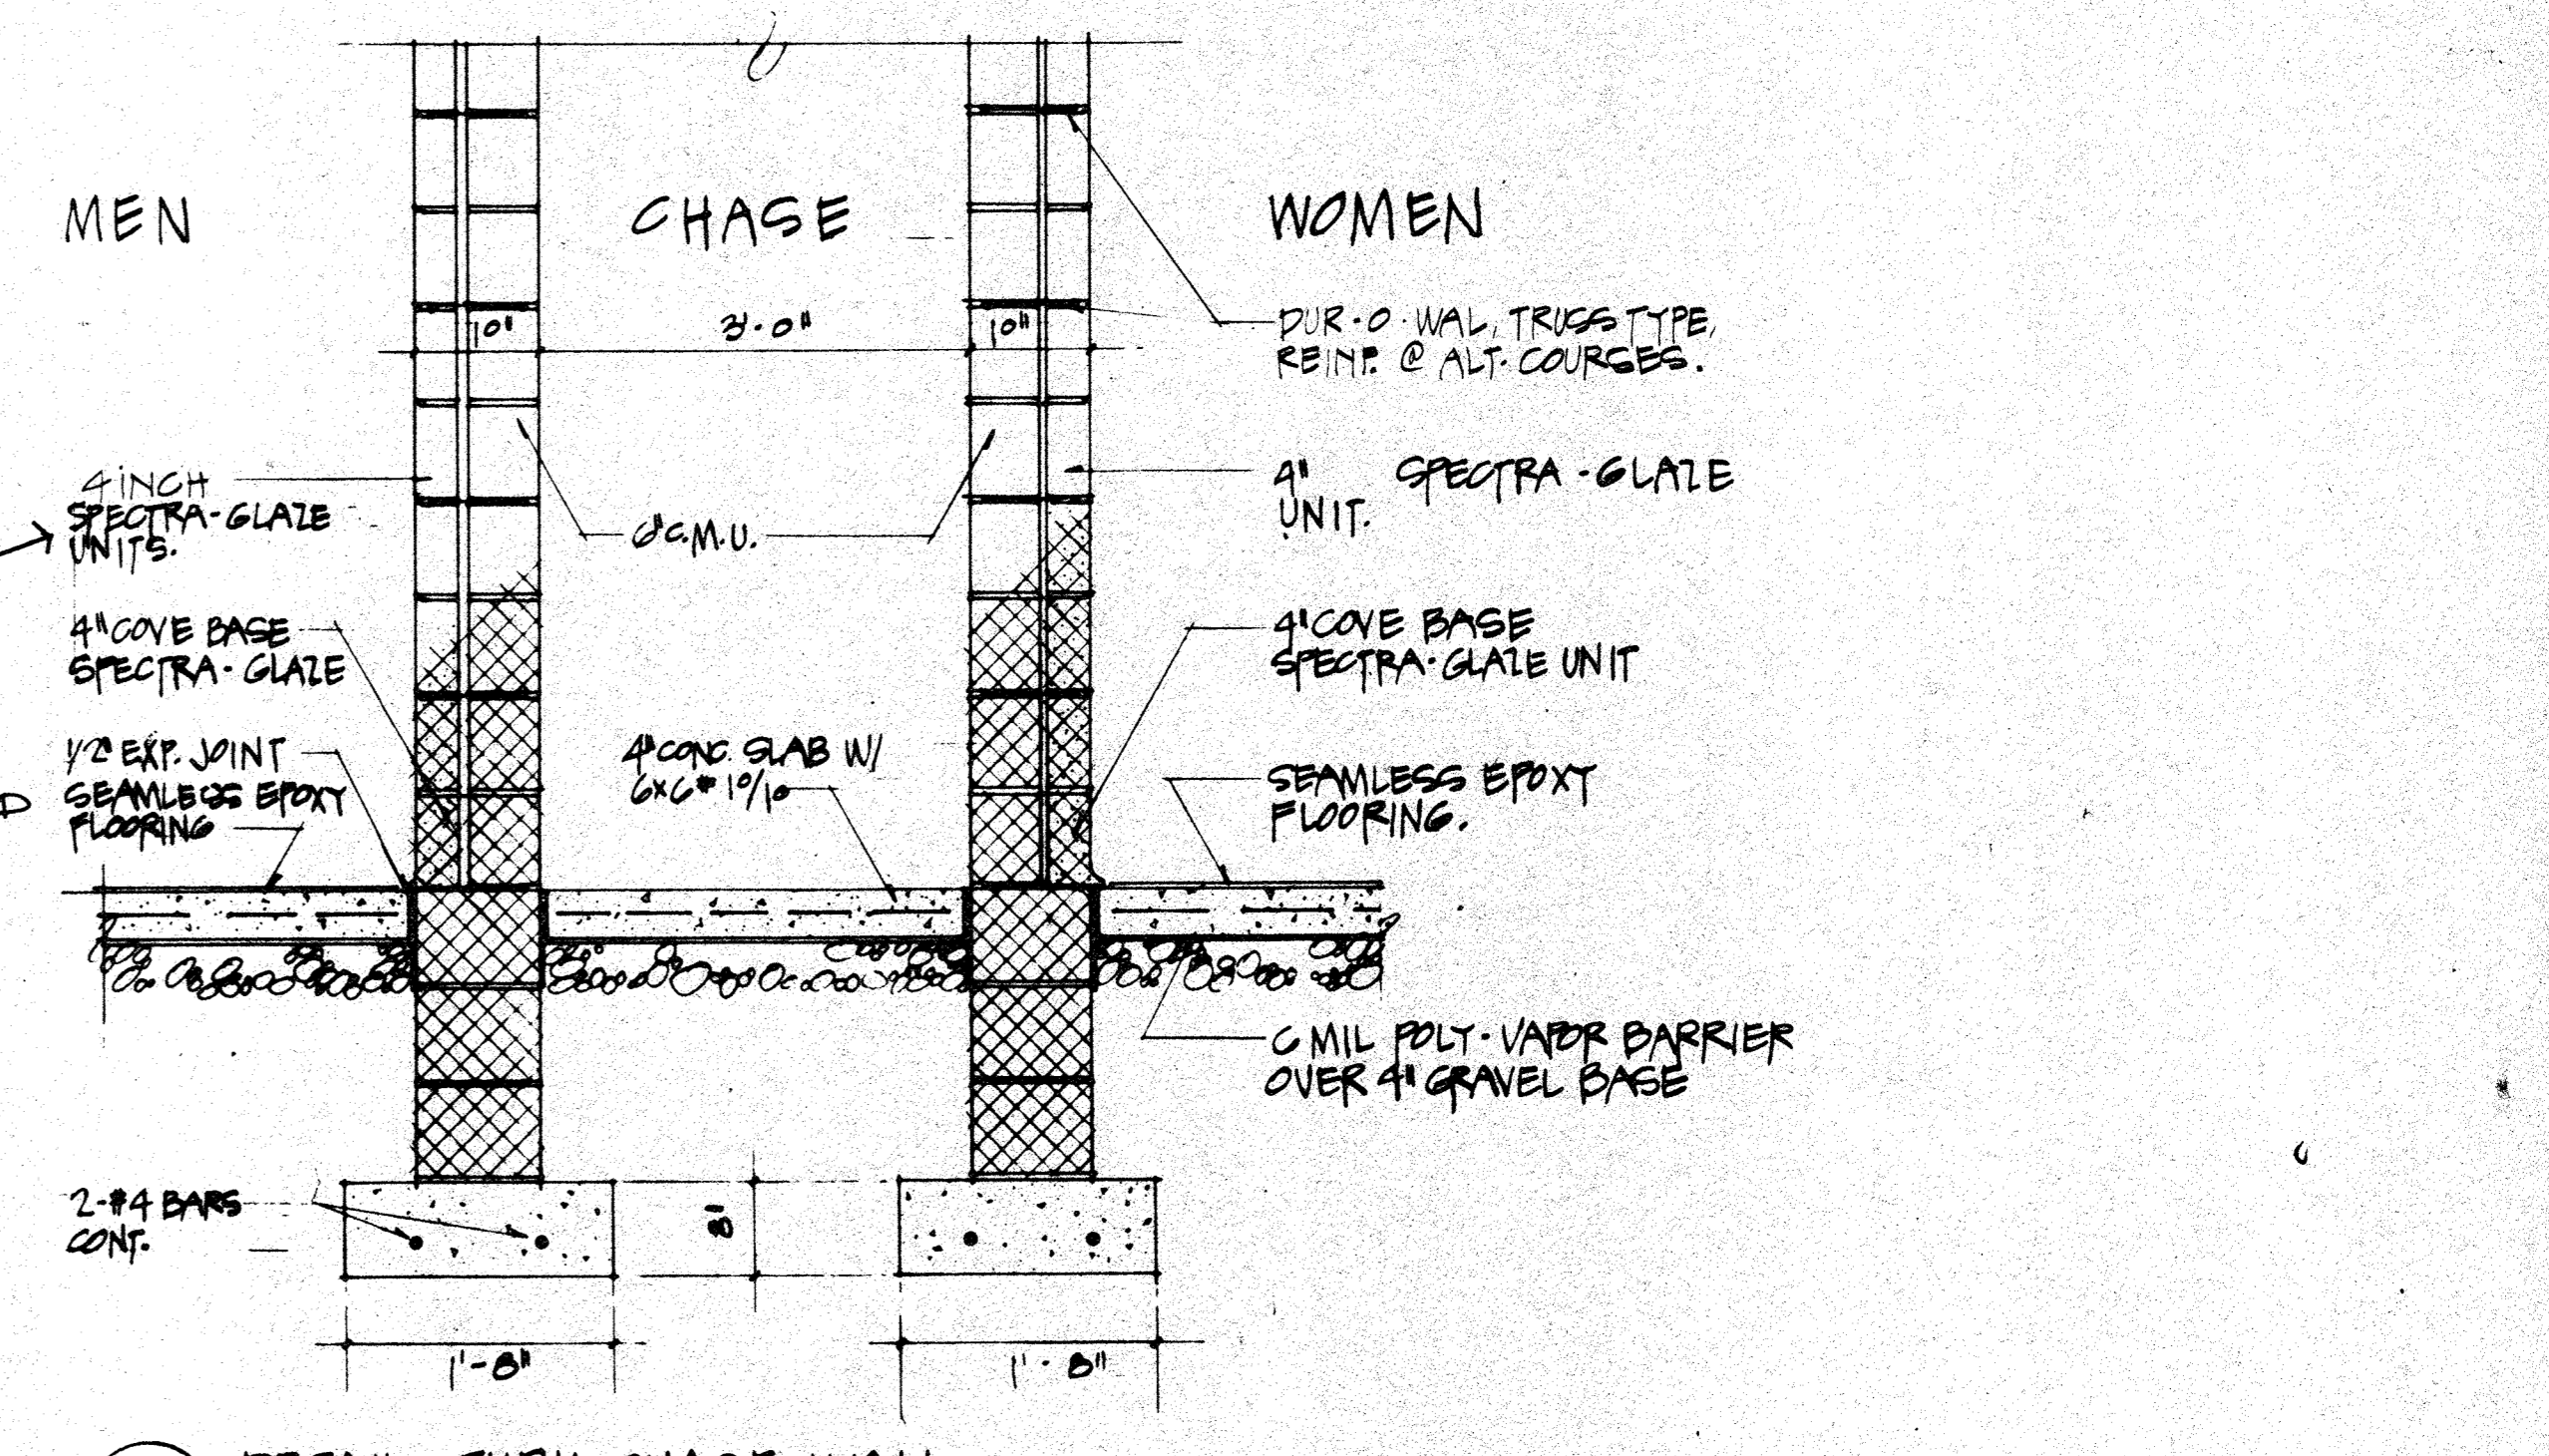 MEN
CHASE
WOMEN
10"
3'-0"
10"
DUR-O-WAL, TRUSS TYPE,
REINF. @ ALT. COURSES.
4 INCH
SPECTRA-GLAZE
UNITS.
6" C.M.U.
4" SPECTRA-GLAZE
UNIT.
4" COVE BASE
SPECTRA-GLAZE
4" COVE BASE
SPECTRA-GLAZE UNIT
1/2" EXP. JOINT
SEAMLESS EPOXY
FLOORING
4" CONC. SLAB W/
6x6 # 10/10
SEAMLESS EPOXY
FLOORING.
6 MIL POLY-VAPOR BARRIER
OVER 4" GRAVEL BASE
2-#4 BARS
CONT.
8"
1'-8"
1'-8"